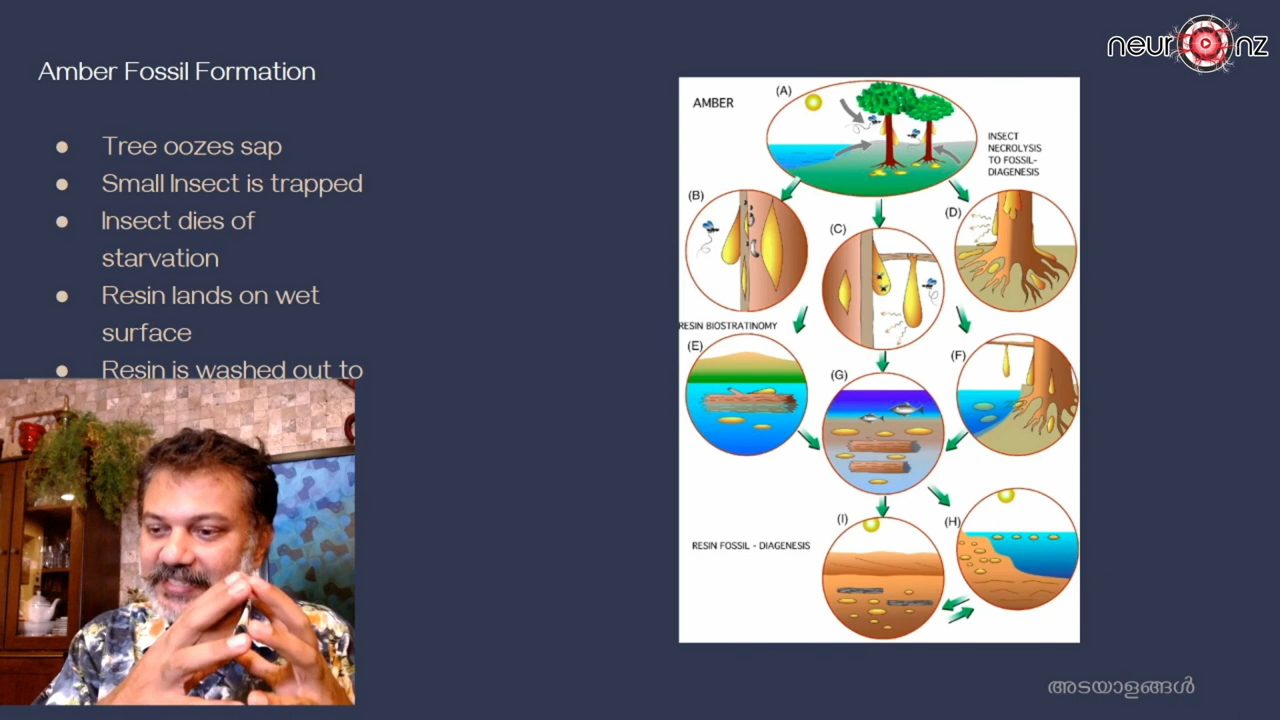 neuronz
Amber Fossil Formation
● Tree oozes sap
● Small Insect is trapped
● Insect dies of
starvation
● Resin lands on wet
surface
● Resin is washed out to
AMBER
(A)
INSECT
NECROLYSIS
TO FOSSIL-
DIAGENESIS
(B)
(C)
(D)
RESIN BIOSTRATINOMY
(E)
(F)
(G)
(I)
(H)
RESIN FOSSIL - DIAGENESIS
അടയാളങ്ങൾ